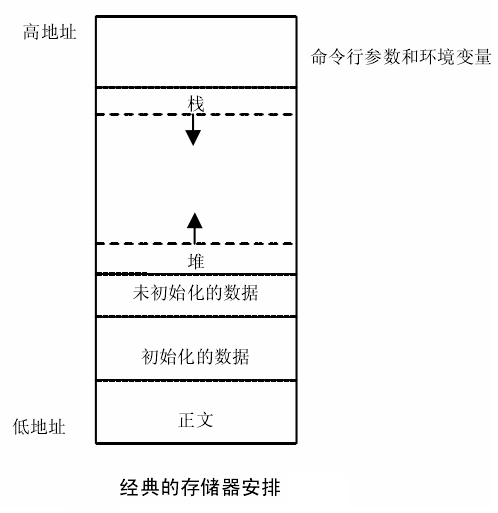 高地址
命令行参数和环境变量
栈
堆
未初始化的数据
初始化的数据
正文
低地址
经典的存储器安排